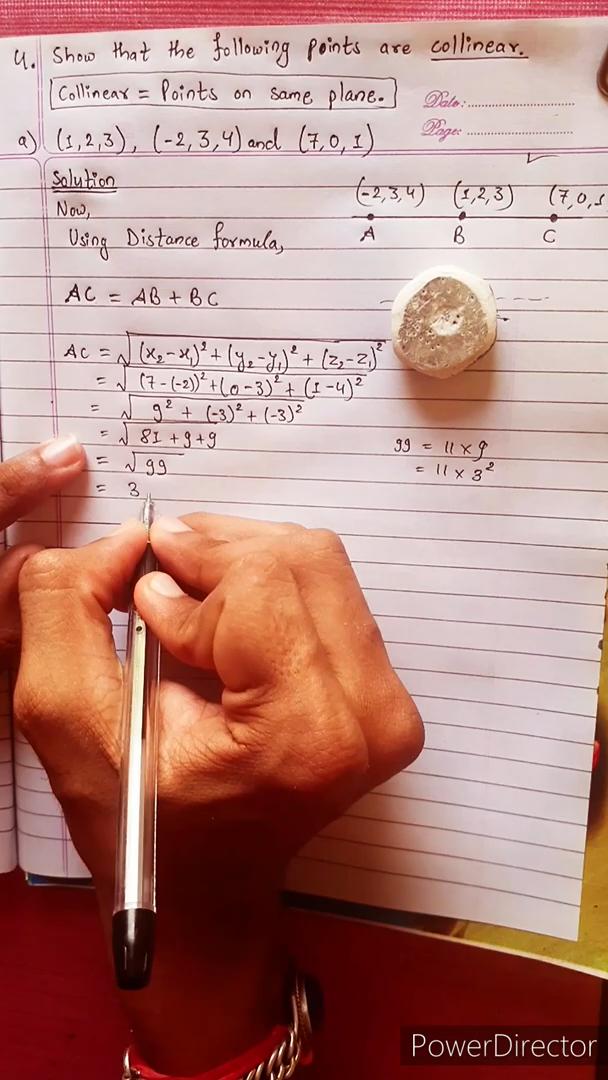 4. Show that the following points are collinear.
Collinear = Points on same plane.
Date:
Page:
a) (1,2,3), (-2,3,4) and (7,0,1)
Solution
(-2,3,4) (1,2,3) (7,0,1
Now,
A B C
Using Distance formula,
AC = AB + BC
AC = √(x₂-x₁)² + (y₂-y₁)² + (z₂-z₁)²
= √(7-(-2)² + (0-3)² + (1-4)²
= √9² + (-3)² + (-3)²
= √81 + 9 + 9
99 = 11 × 9
= √99
= 11 × 3²
= 3
PowerDirector